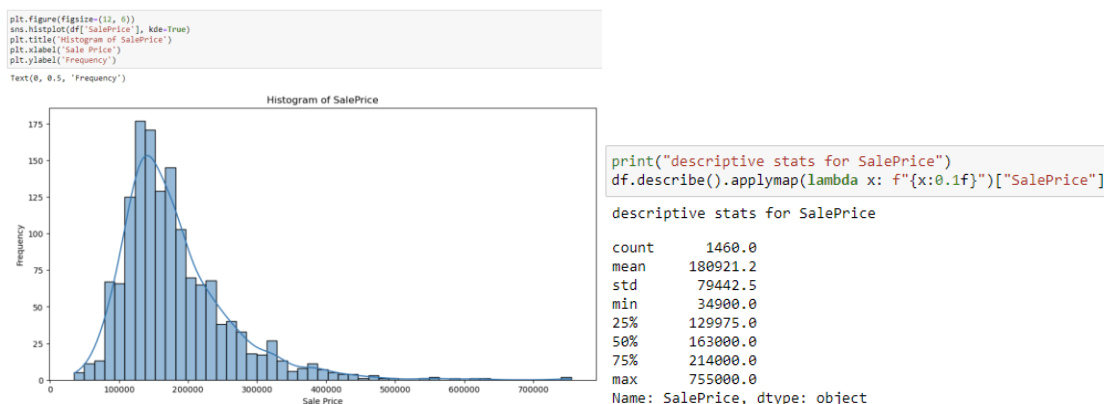 plt.figure(figsize=(12, 6))
sns.histplot(df['SalePrice'], kde=True)
plt.title('Histogram of SalePrice')
plt.xlabel('Sale Price')
plt.ylabel('Frequency')
Text(0, 0.5, 'Frequency')
Histogram of SalePrice
Frequency
175
150
125
100
75
50
25
0
0 100000 200000 300000 400000 500000 600000 700000
Sale Price
print("descriptive stats for SalePrice")
df.describe().applymap(lambda x: f"{x:0.1f}")["SalePrice"]
descriptive stats for SalePrice
count 1460.0
mean 180921.2
std 79442.5
min 34900.0
25% 129975.0
50% 163000.0
75% 214000.0
max 755000.0
Name: SalePrice, dtype: object